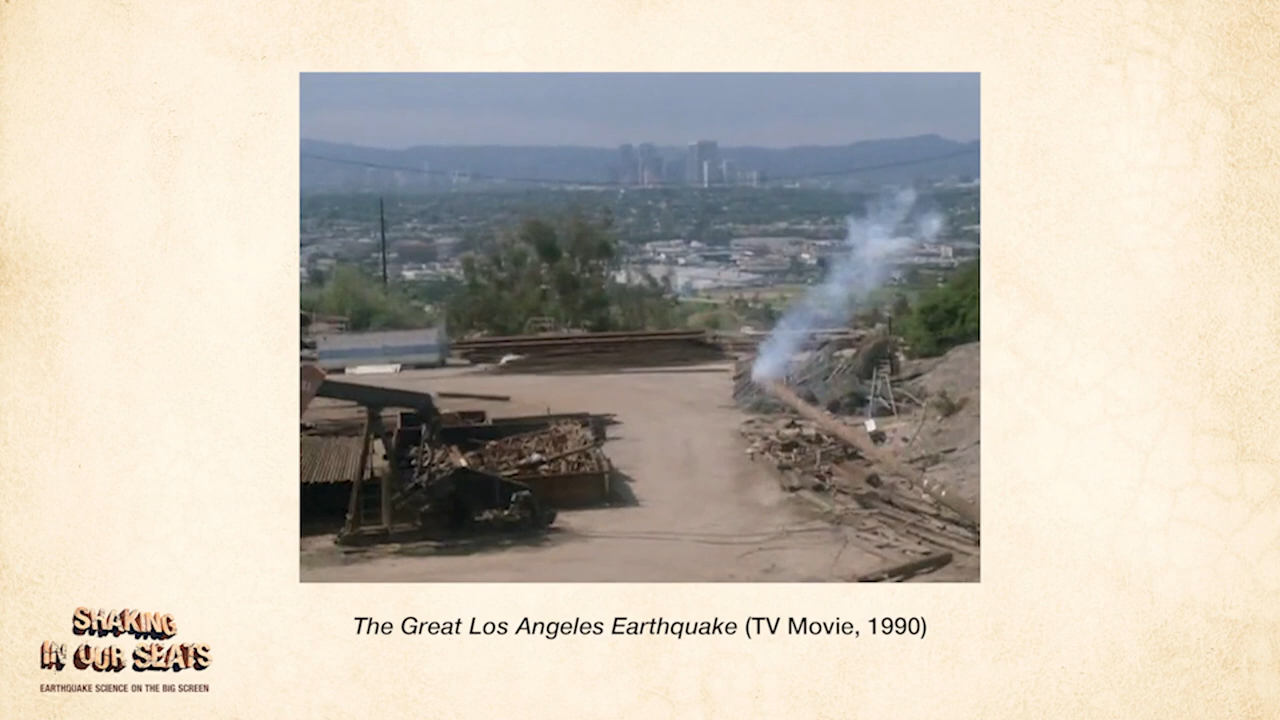 The Great Los Angeles Earthquake (TV Movie, 1990)
SHAKING
IN OUR SEATS
EARTHQUAKE SCIENCE ON THE BIG SCREEN